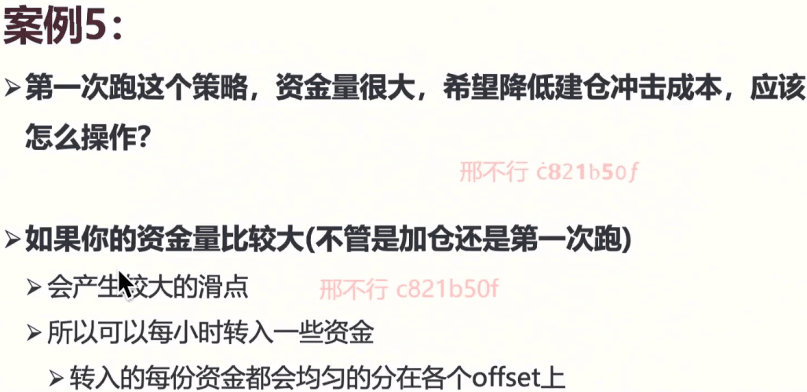 案例5：
➢第一次跑这个策略，资金量很大，希望降低建仓冲击成本，应该
怎么操作？
邢不行 c821b50f
➢如果你的资金量比较大(不管是加仓还是第一次跑)
➢会产生较大的滑点
邢不行 c821b50f
➢所以可以每小时转入一些资金
➢转入的每份资金都会均匀的分在各个offset上